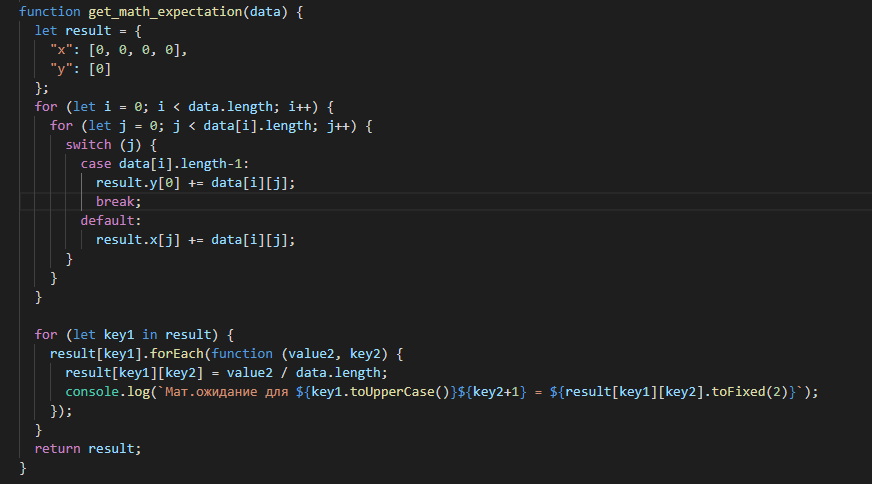 function get_math_expectation(data) {
  let result = {
    "x": [0, 0, 0, 0],
    "y": [0]
  };
  for (let i = 0; i < data.length; i++) {
    for (let j = 0; j < data[i].length; j++) {
      switch (j) {
        case data[i].length-1:
          result.y[0] += data[i][j];
          break;
        default:
          result.x[j] += data[i][j];
      }
    }
  }

  for (let key1 in result) {
    result[key1].forEach(function (value2, key2) {
      result[key1][key2] = value2 / data.length;
      console.log(`Мат.ожидание для ${key1.toUpperCase()}${key2+1} = ${result[key1][key2].toFixed(2)}`);
    });
  }
  return result;
}